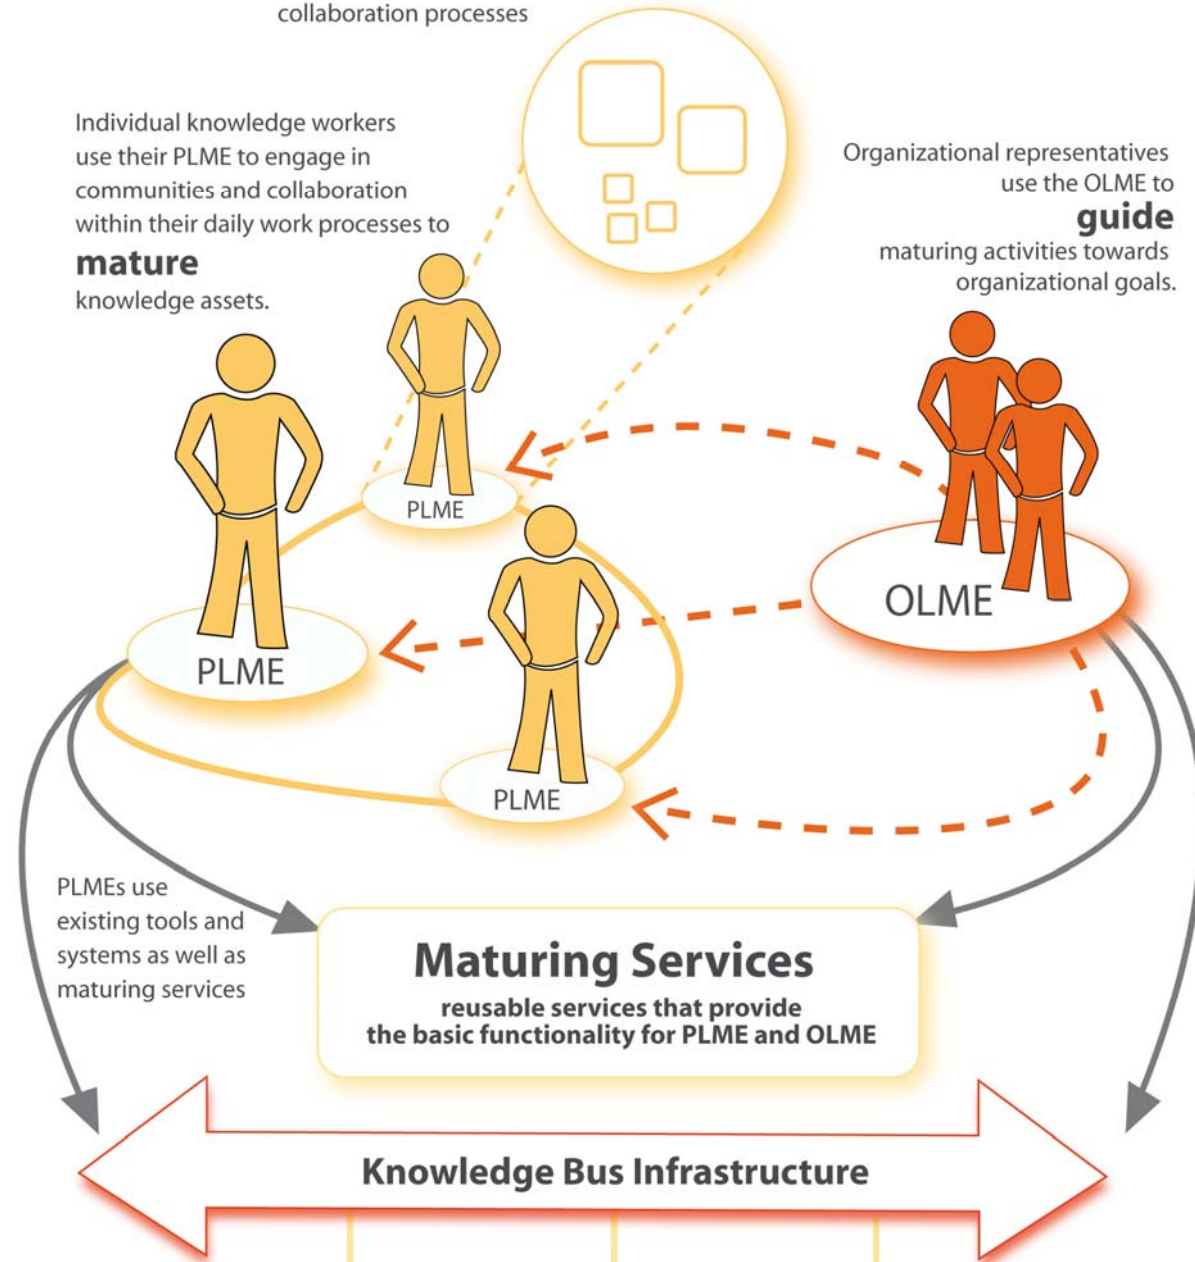 collaboration processes
Individual knowledge workers
use their PLME to engage in
communities and collaboration
within their daily work processes to
mature
knowledge assets.
Organizational representatives
use the OLME to
guide
maturing activities towards
organizational goals.
PLME
OLME
PLME
PLME
PLMEs use
existing tools and
systems as well as
maturing services
Maturing Services
reusable services that provide
the basic functionality for PLME and OLME
Knowledge Bus Infrastructure